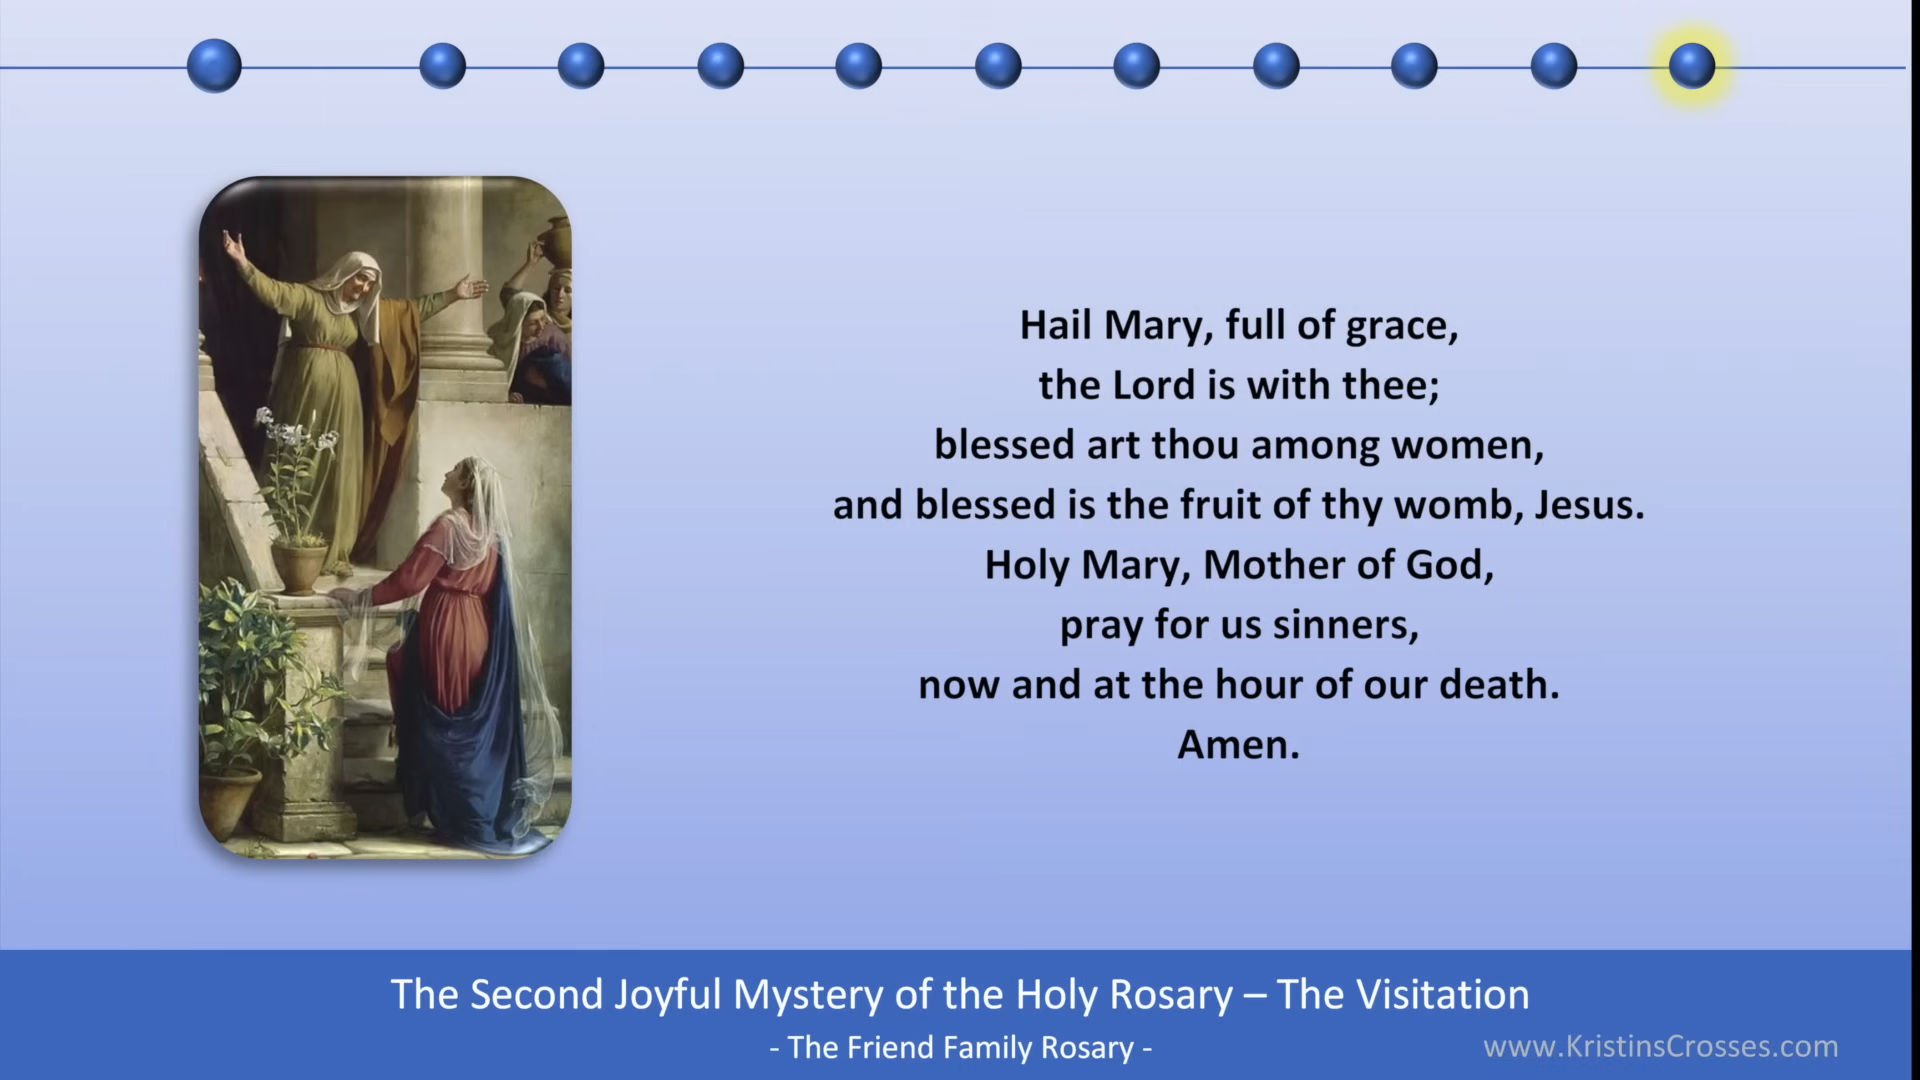 Hail Mary, full of grace,
the Lord is with thee;
blessed art thou among women,
and blessed is the fruit of thy womb, Jesus.
Holy Mary, Mother of God,
pray for us sinners,
now and at the hour of our death.
Amen.
The Second Joyful Mystery of the Holy Rosary – The Visitation
- The Friend Family Rosary -
www.KristinsCrosses.com